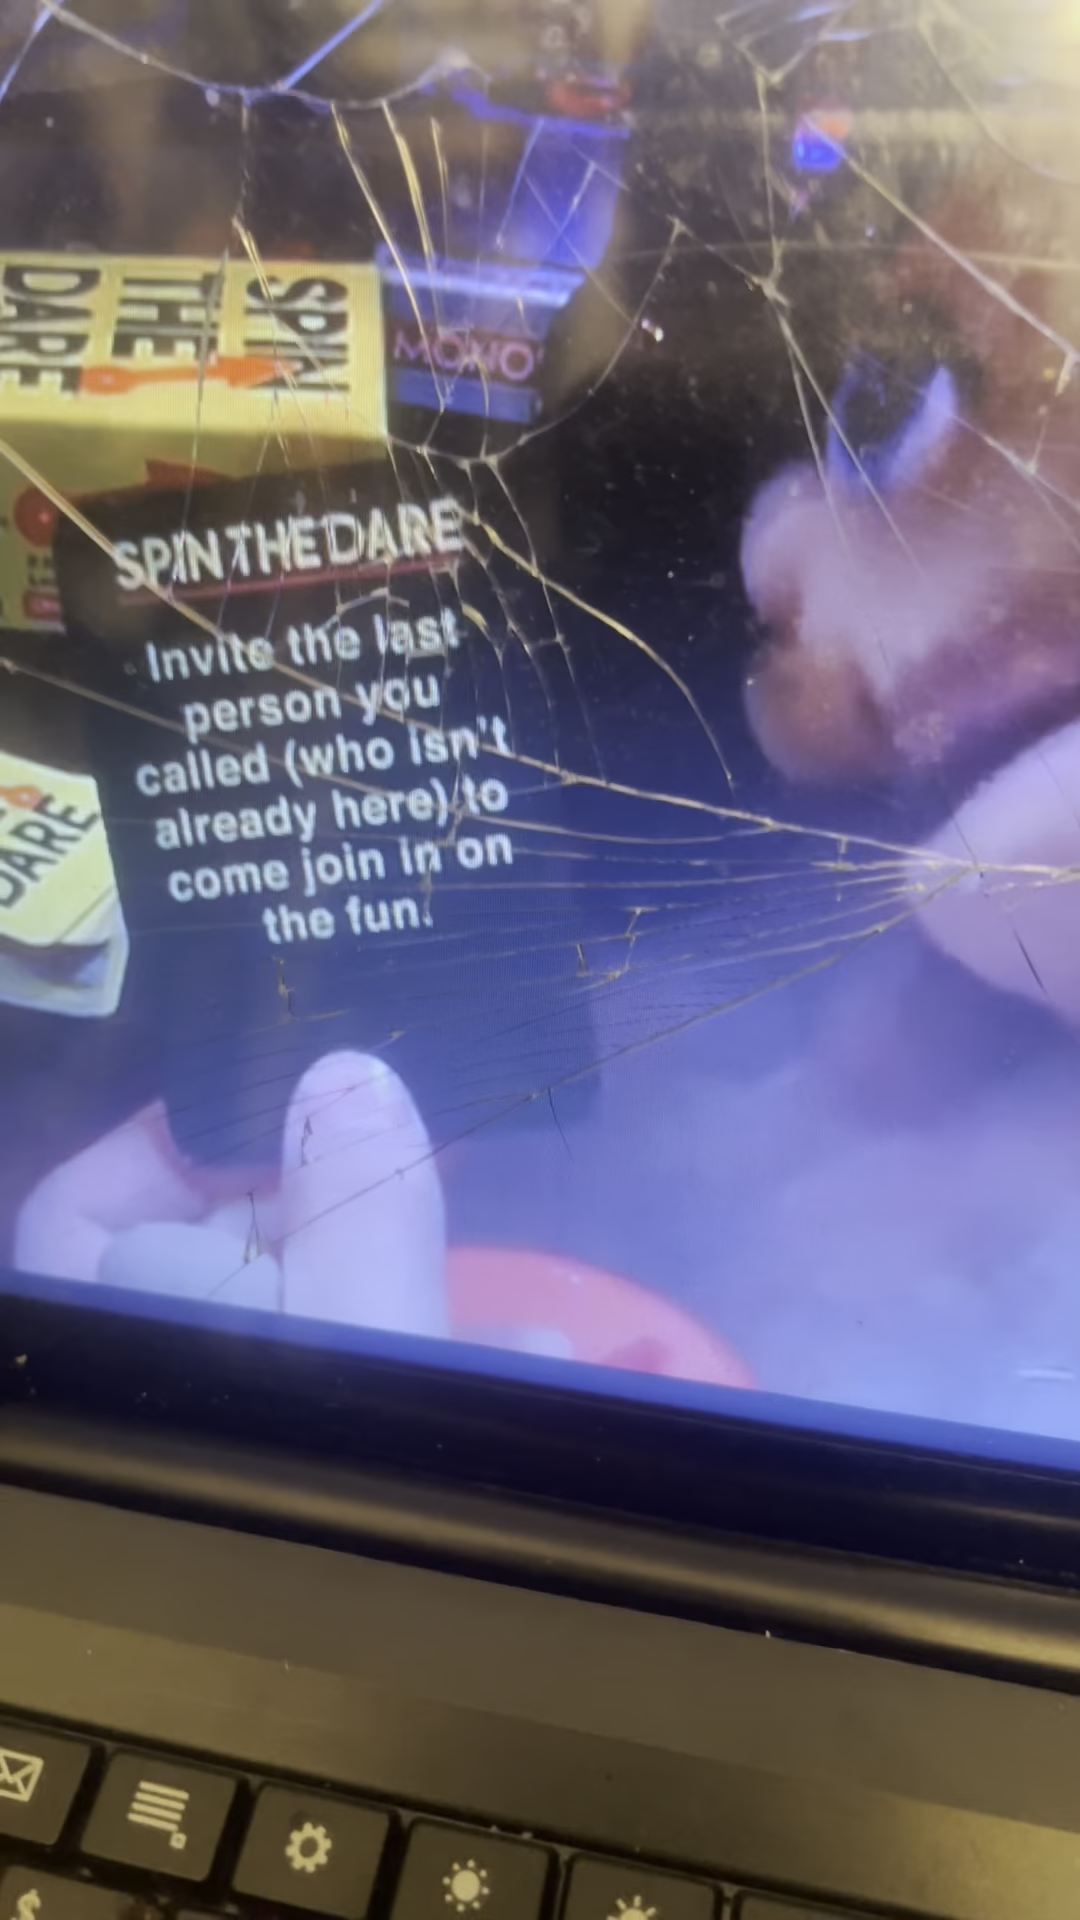 SPIN
THE
DARE
MONO
SPIN THE DARE
Invite the last
person you
called (who isn't
already here) to
come join in on
the fun.
DARE
$